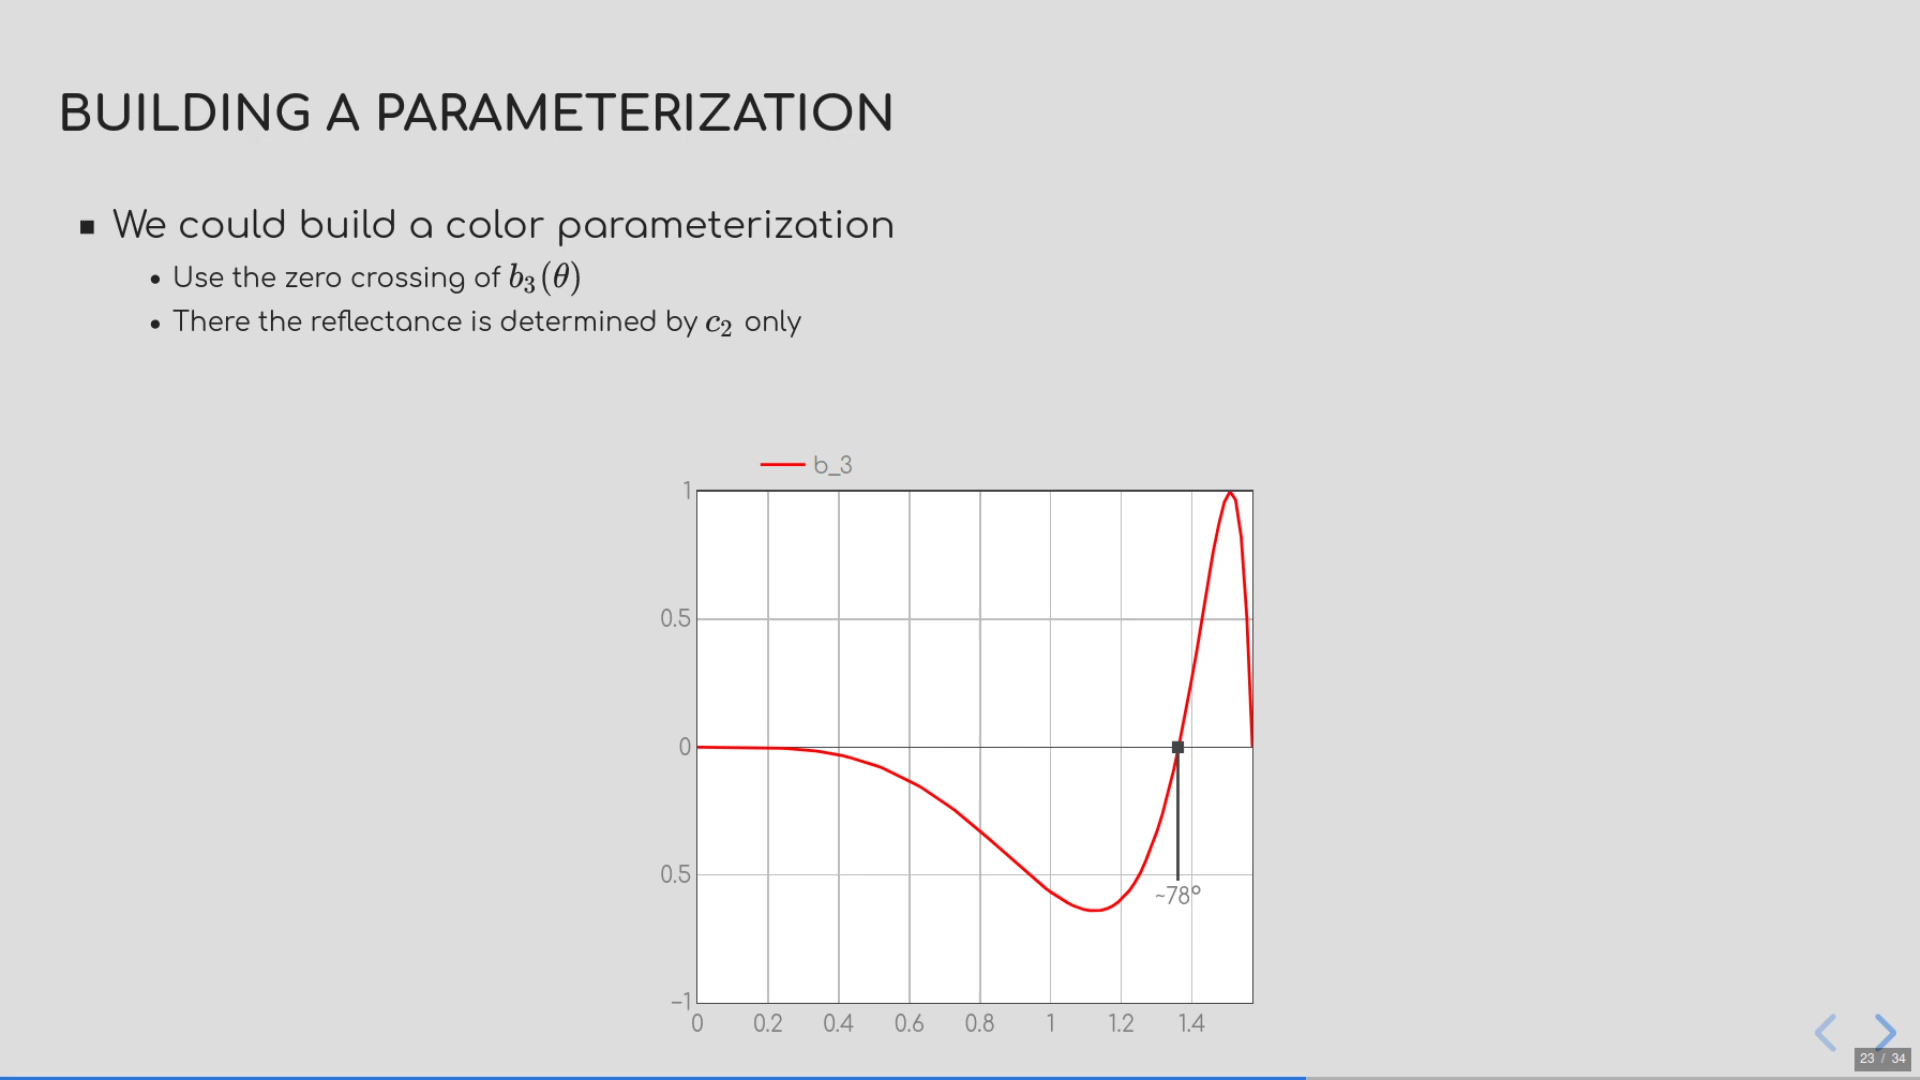 BUILDING A PARAMETERIZATION
We could build a color parameterization
Use the zero crossing of b₃(θ)
There the reflectance is determined by c₂ only
b_3
1
0.5
0
0.5
−1
~78°
0 0.2 0.4 0.6 0.8 1 1.2 1.4
23 / 34